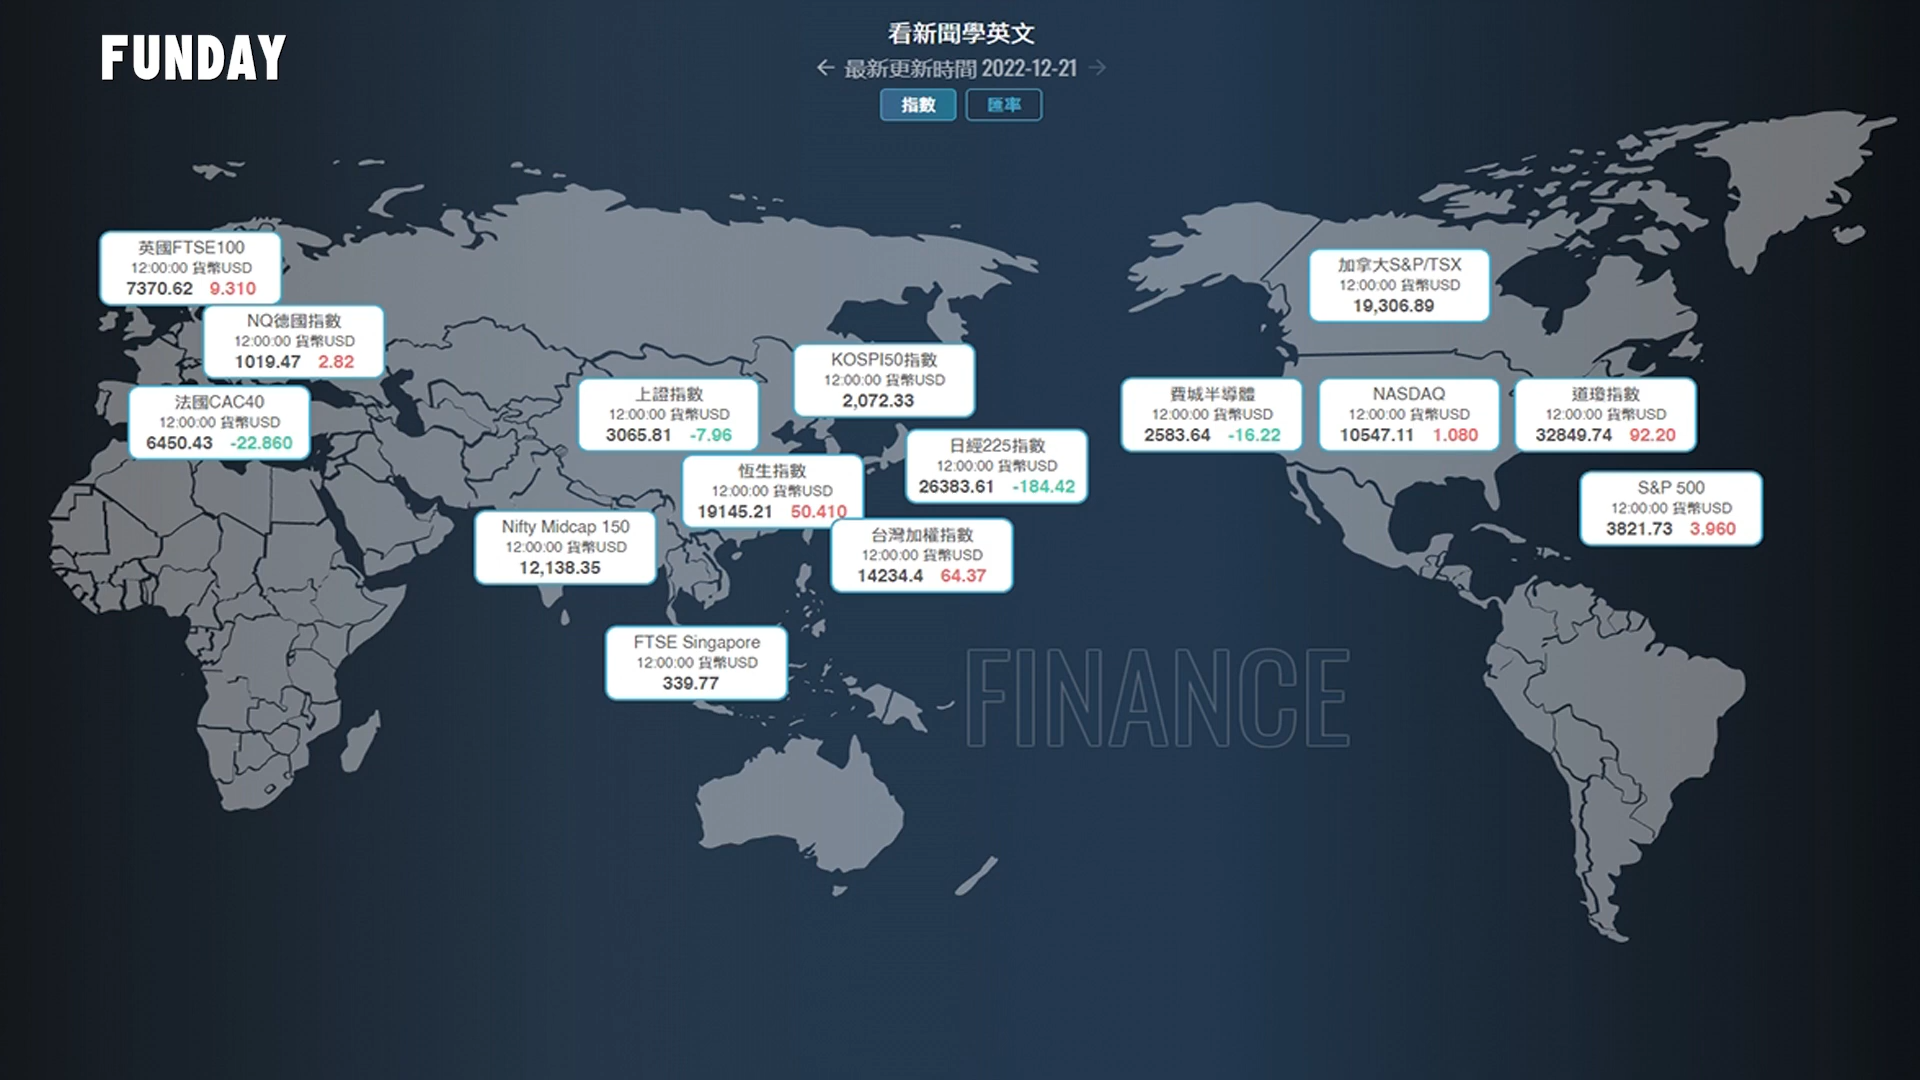 FUNDAY
看新聞學英文
← 最新更新時間 2022-12-21 →
指數 匯率
英國FTSE100
12:00:00 貨幣USD
7370.62 9.310
NQ德國指數
12:00:00 貨幣USD
1019.47 2.82
法國CAC40
12:00:00 貨幣USD
6450.43 -22.860
上證指數
12:00:00 貨幣USD
3065.81 -7.96
KOSPI50指數
12:00:00 貨幣USD
2,072.33
日經225指數
12:00:00 貨幣USD
26383.61 -184.42
恆生指數
12:00:00 貨幣USD
19145.21 50.410
Nifty Midcap 150
12:00:00 貨幣USD
12,138.35
台灣加權指數
12:00:00 貨幣USD
14234.4 64.37
FTSE Singapore
12:00:00 貨幣USD
339.77
加拿大S&P/TSX
12:00:00 貨幣USD
19,306.89
費城半導體
12:00:00 貨幣USD
2583.64 -16.22
NASDAQ
12:00:00 貨幣USD
10547.11 1.080
道瓊指數
12:00:00 貨幣USD
32849.74 92.20
S&P 500
12:00:00 貨幣USD
3821.73 3.960
FINANCE